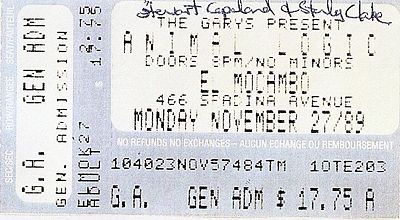 Stewart Copeland & Stanley Clarke
THE GARYS PRESENT
ANIMAL LOGIC
DOORS 8PM/NO MINORS
EL MOCAMBO
466 SPADINA AVENUE
MONDAY NOVEMBER 27/89
NO REFUNDS NO EXCHANGES – AUCUN ECHANGE OU REMBOURSEMENT
104023NOV57484TM 10TE203
G.A. GEN ADM $ 17.75 A
G.A. GEN ADM
GEN. ADMISSION
17.75